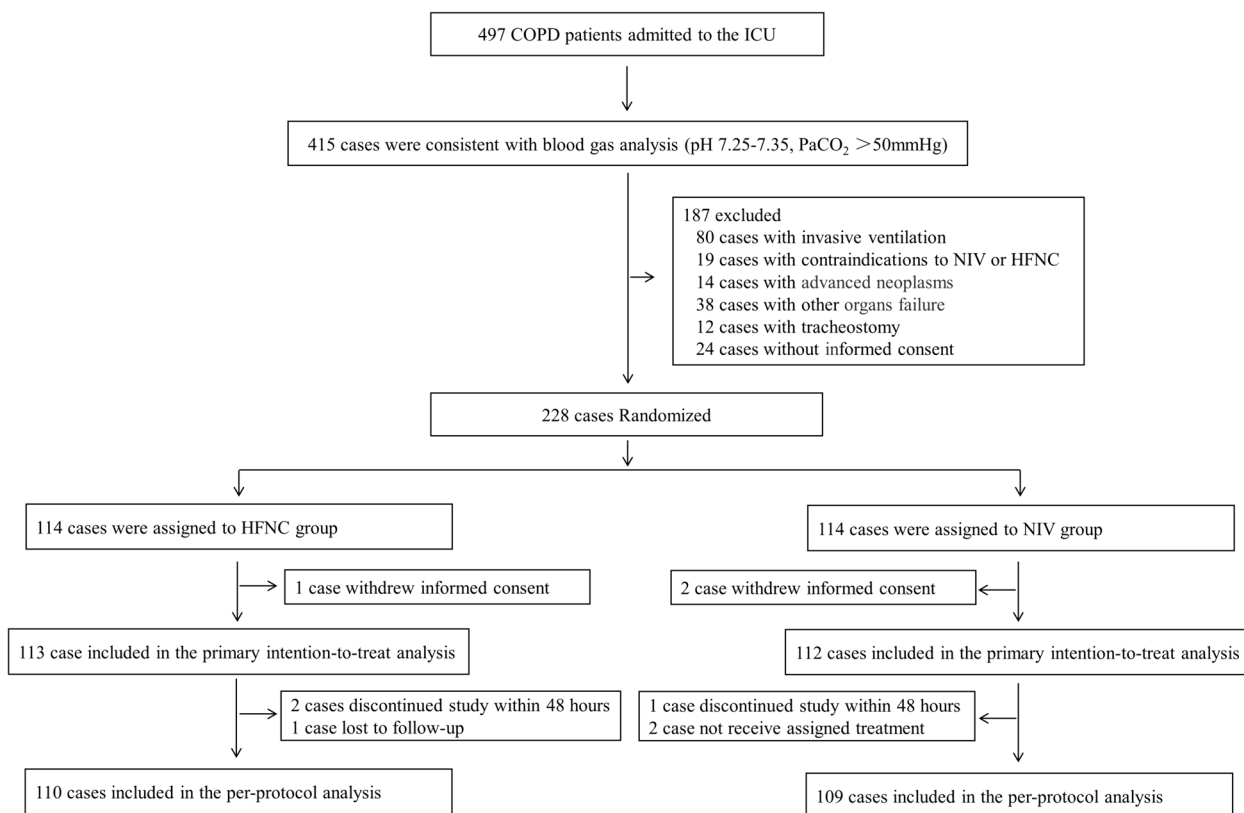 497 COPD patients admitted to the ICU
415 cases were consistent with blood gas analysis (pH 7.25-7.35, PaCO₂ ＞50mmHg)
187 excluded
80 cases with invasive ventilation
19 cases with contraindications to NIV or HFNC
14 cases with advanced neoplasms
38 cases with other organs failure
12 cases with tracheostomy
24 cases without informed consent
228 cases Randomized
114 cases were assigned to HFNC group
114 cases were assigned to NIV group
1 case withdrew informed consent
2 case withdrew informed consent
113 case included in the primary intention-to-treat analysis
112 cases included in the primary intention-to-treat analysis
2 cases discontinued study within 48 hours
1 case lost to follow-up
1 case discontinued study within 48 hours
2 case not receive assigned treatment
110 cases included in the per-protocol analysis
109 cases included in the per-protocol analysis